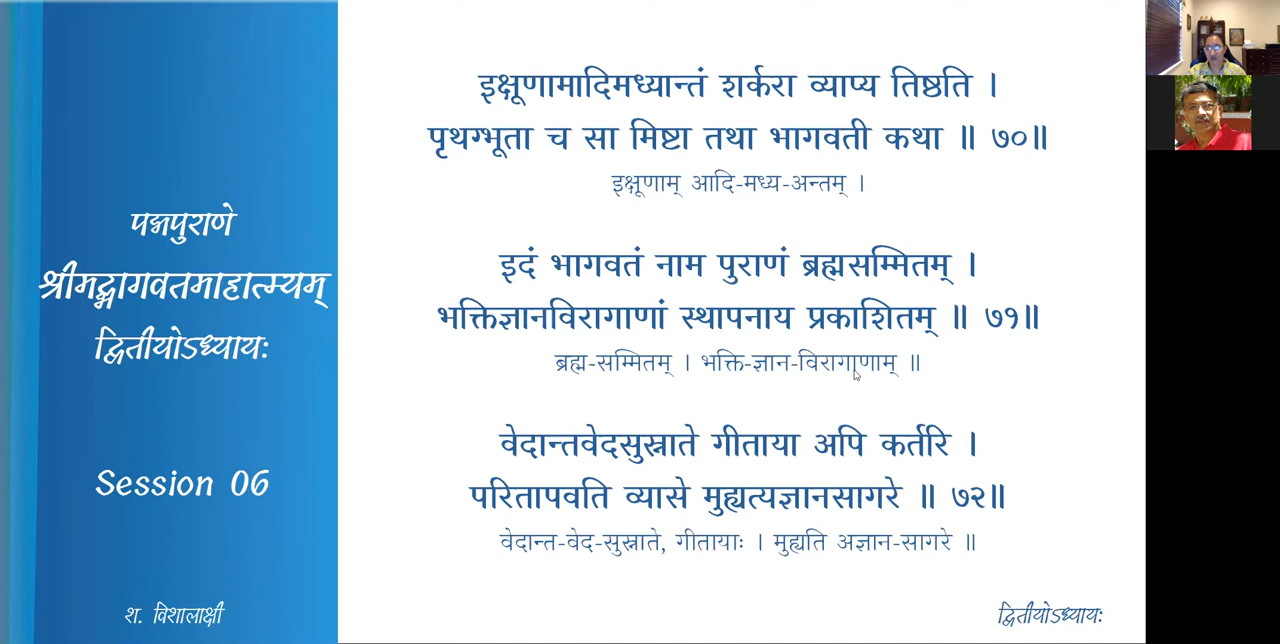 पद्मपुराणे
श्रीमद्भागवतमाहात्म्यम्
द्वितीयोऽध्यायः
Session 06
श. विशालाक्षी
इक्षूणामादिमध्यान्तं शर्करा व्याप्य तिष्ठति ।
पृथग्भूता च सा मिष्टा तथा भागवती कथा ॥ ७०॥
इक्षूणाम् आदि-मध्य-अन्तम् ।
इदं भागवतं नाम पुराणं ब्रह्मसम्मितम् ।
भक्तिज्ञानविरागाणां स्थापनाय प्रकाशितम् ॥ ७१॥
ब्रह्म-सम्मितम् । भक्ति-ज्ञान-विरागाणाम् ॥
वेदान्तवेदसुस्नाते गीताया अपि कर्तरि ।
परितापवति व्यासे मुह्यत्यज्ञानसागरे ॥ ७२॥
वेदान्त-वेद-सुस्नाते, गीतायाः । मुह्यति अज्ञान-सागरे ॥
द्वितीयोऽध्यायः